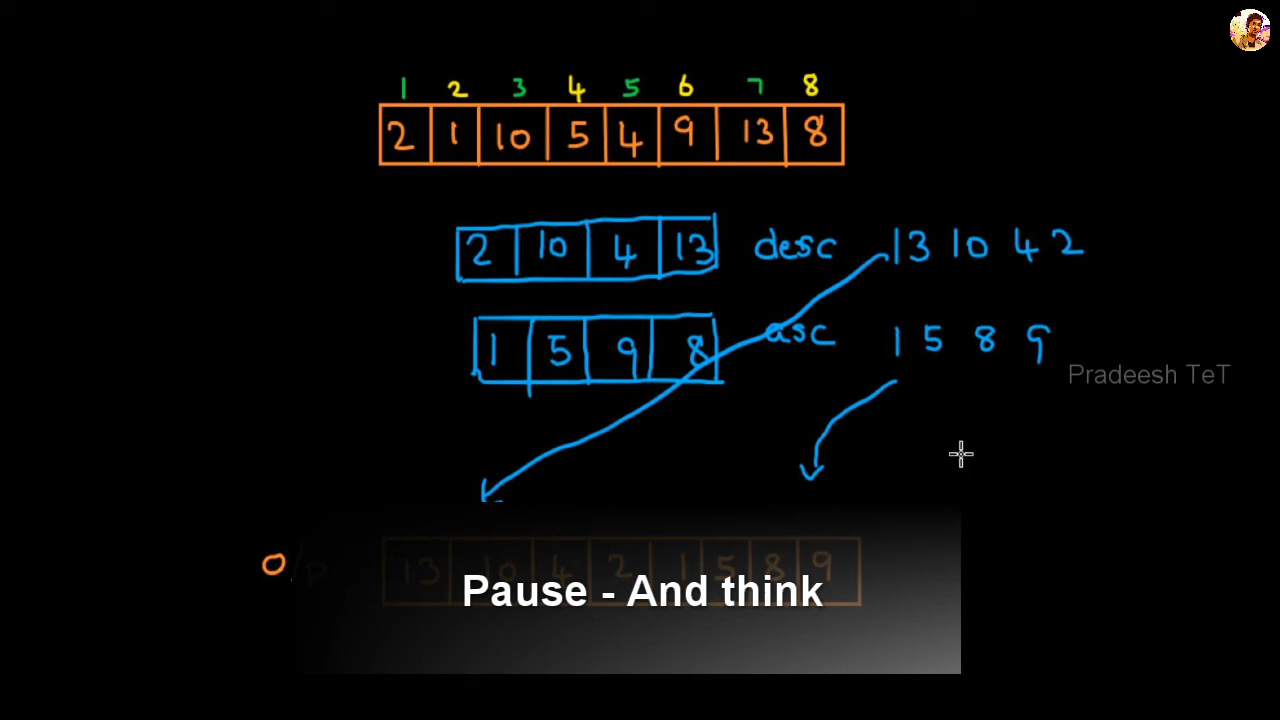 1 2 3 4 5 6 7 8
2 1 10 5 4 9 13 8
2 10 4 13 desc 13 10 4 2
1 5 9 8 asc 1 5 8 9
Pradeesh TeT
o/p 13 10 4 2 1 5 8 9
Pause - And think